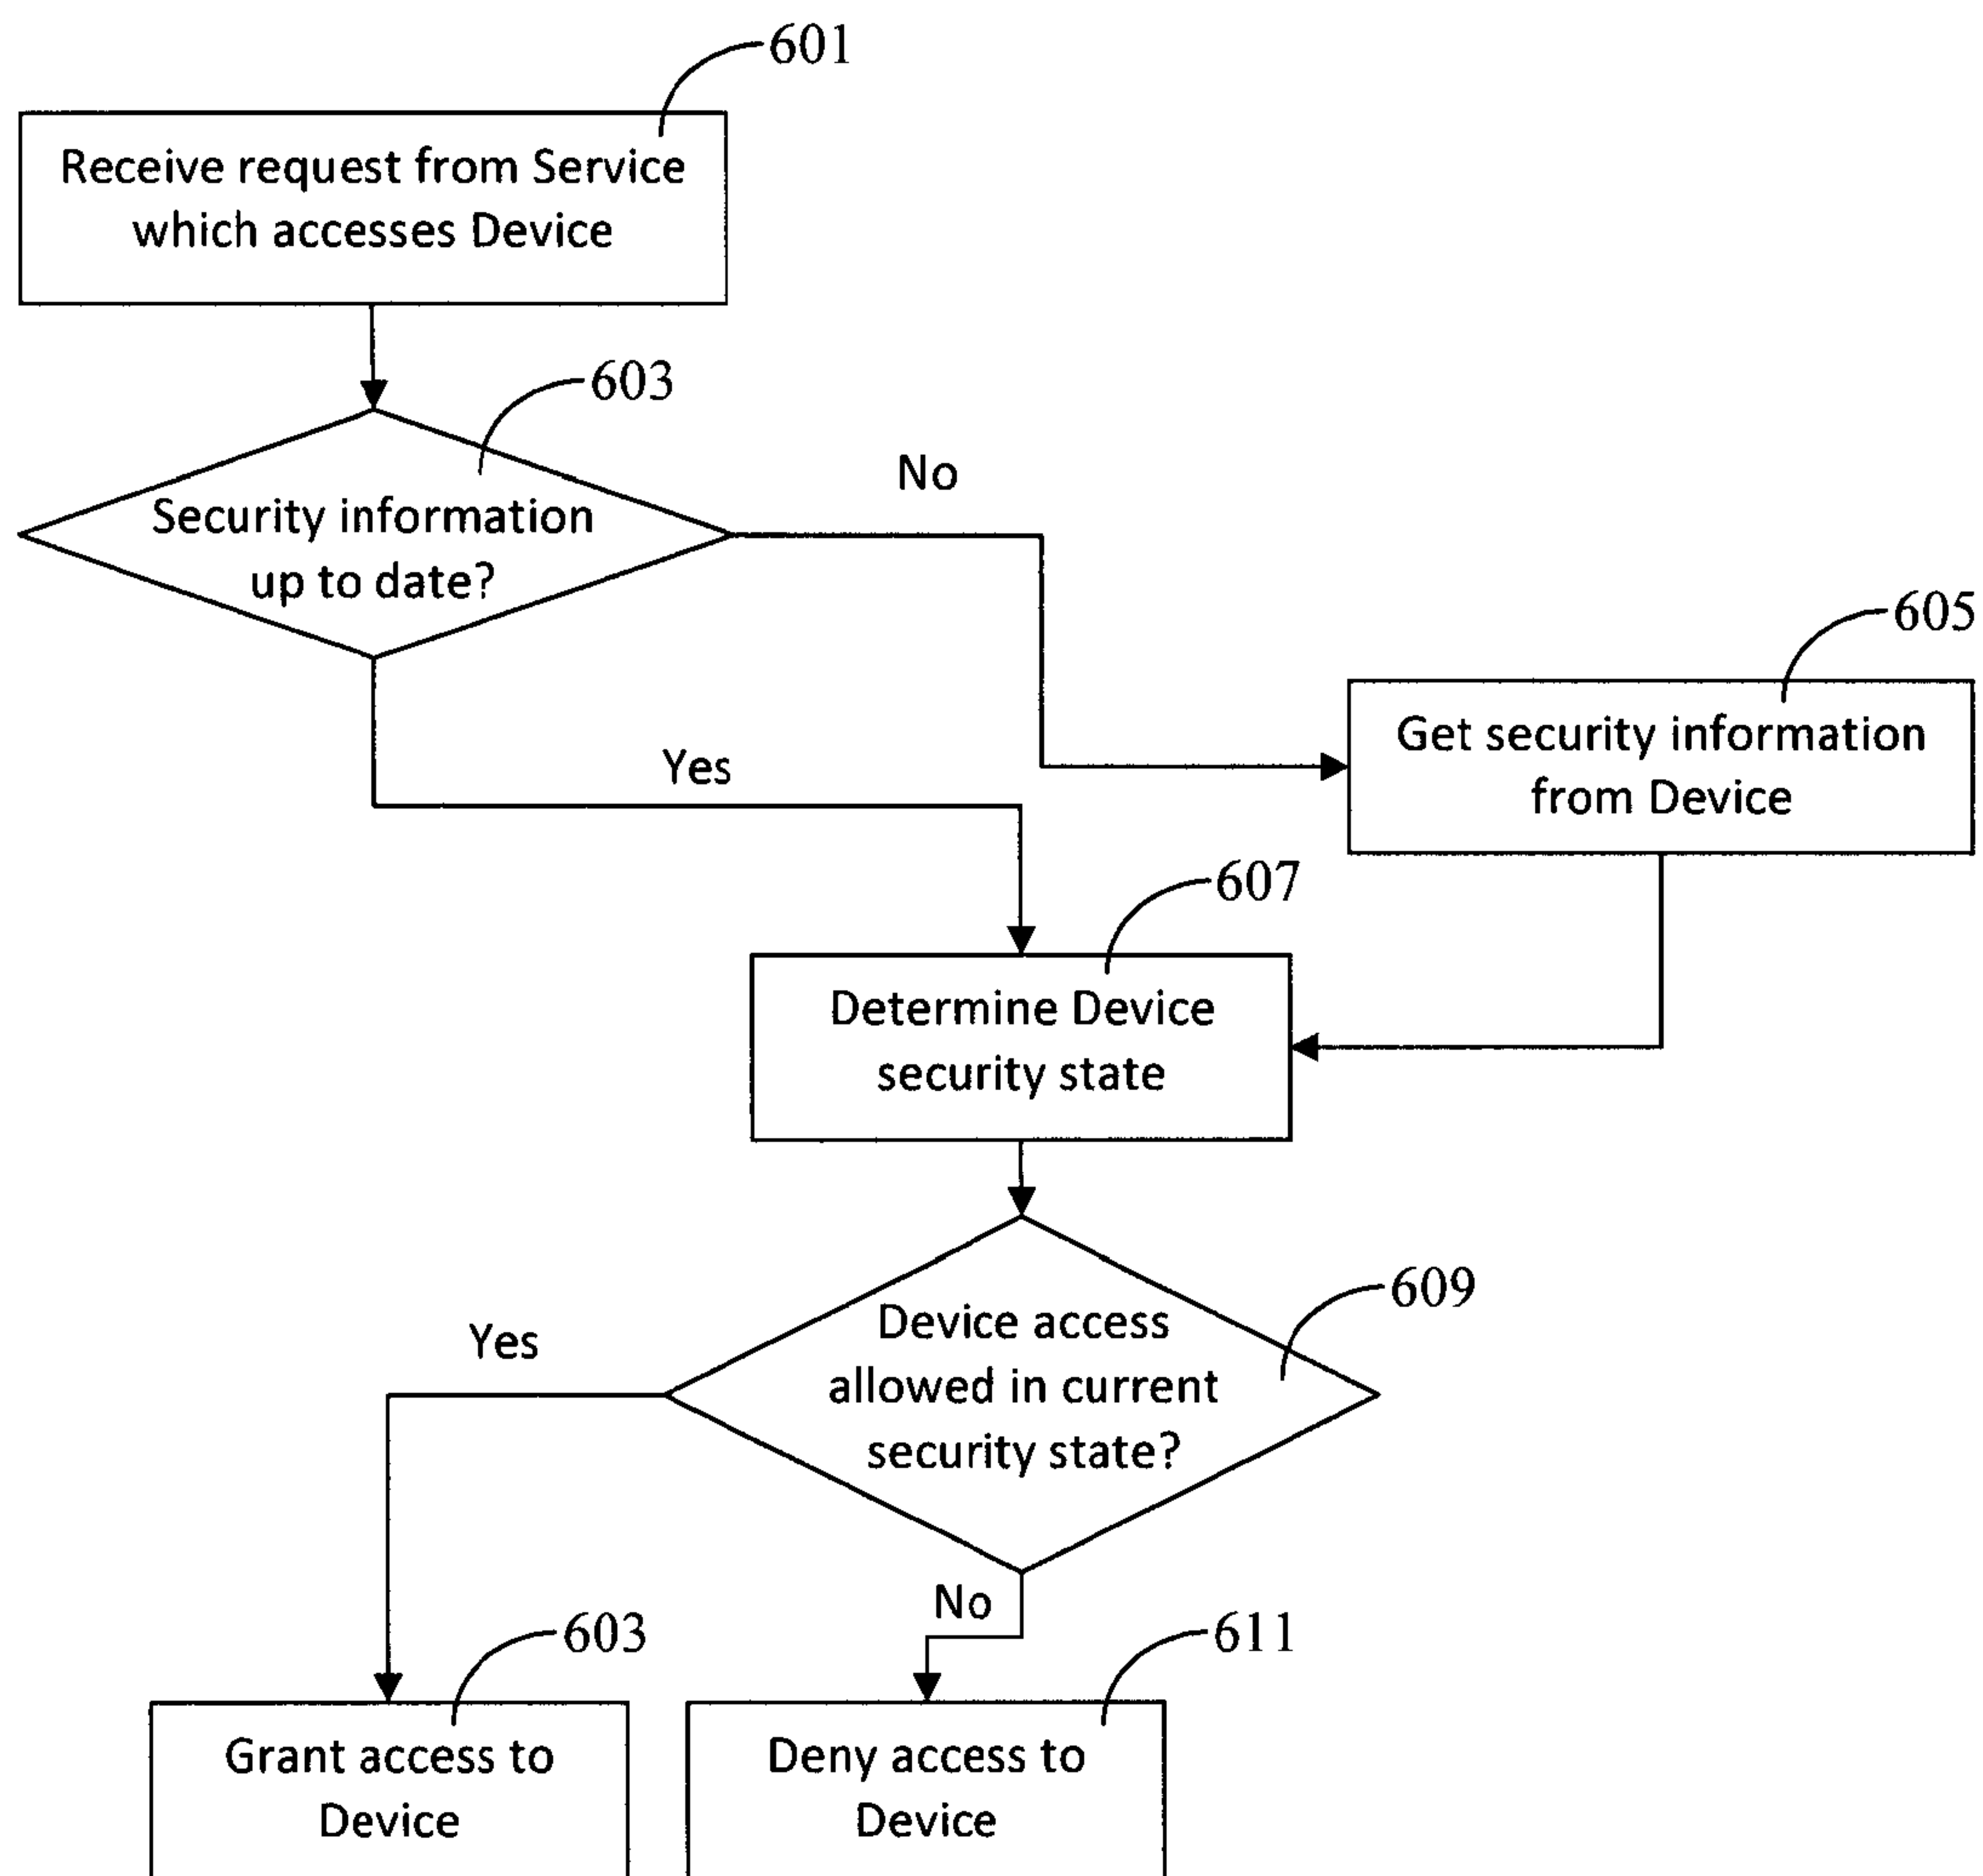 601
Receive request from Service
which accesses Device
603
Security information
up to date?
No
605
Get security information
from Device
Yes
607
Determine Device
security state
609
Device access
allowed in current
security state?
Yes
No
603
Grant access to
Device
611
Deny access to
Device